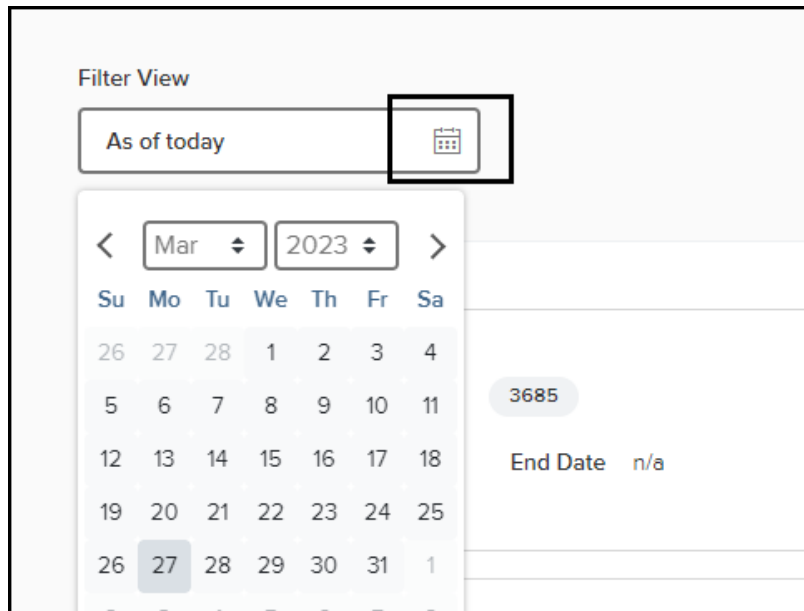 Filter View
As of today
Mar 2023
Su Mo Tu We Th Fr Sa
26 27 28 1 2 3 4
5 6 7 8 9 10 11
3685
12 13 14 15 16 17 18
End Date n/a
19 20 21 22 23 24 25
26 27 28 29 30 31 1